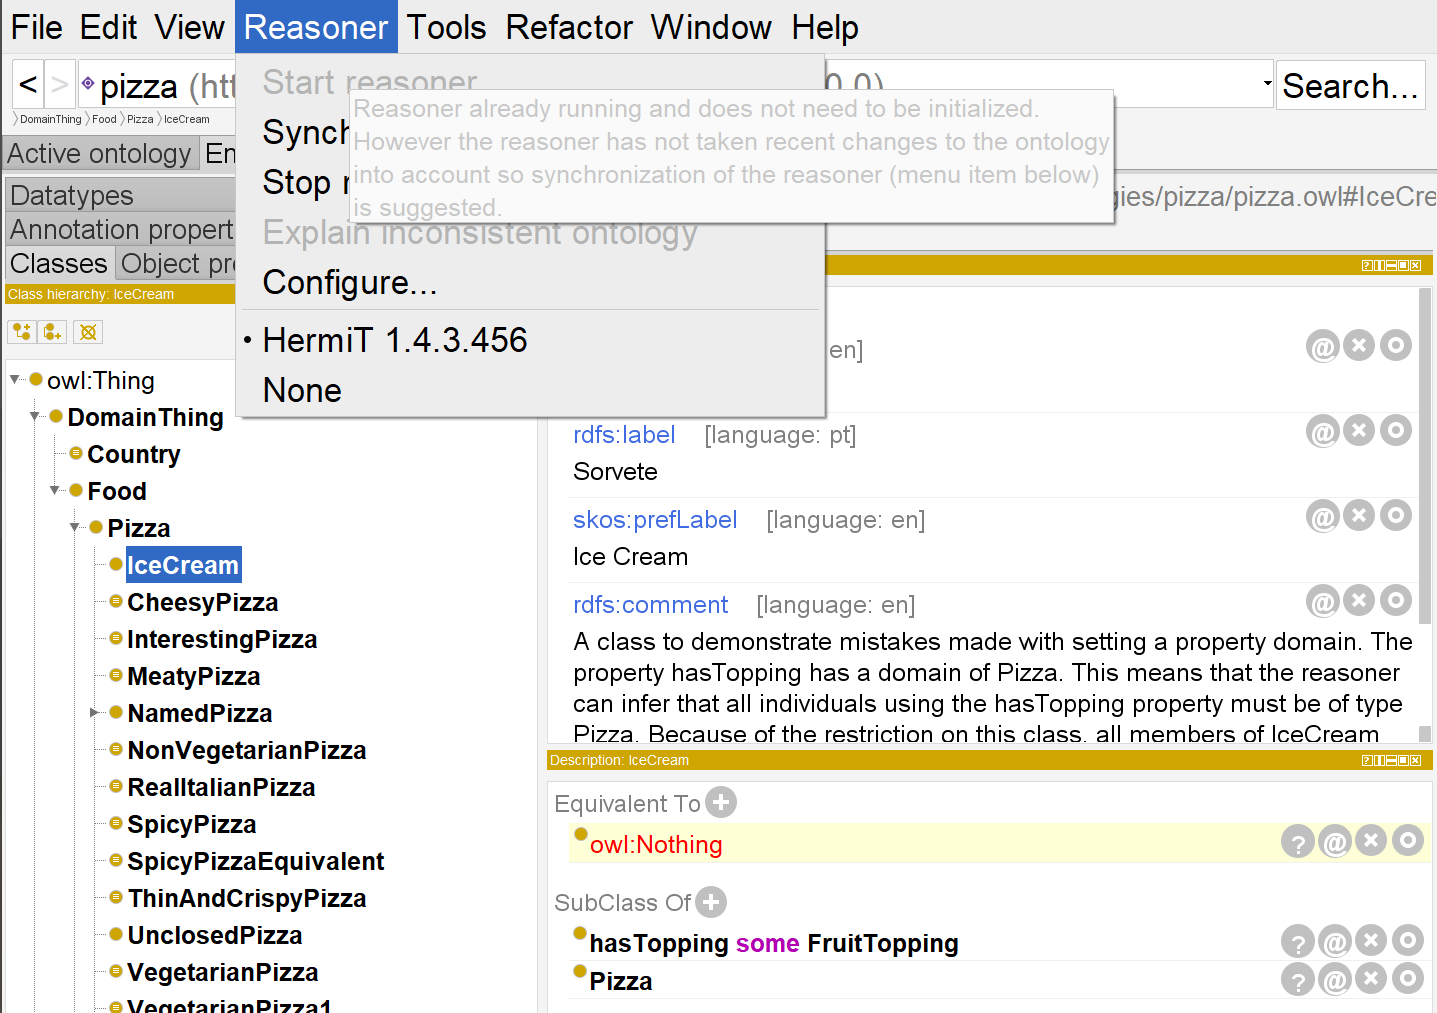 File Edit View Reasoner Tools Refactor Window Help
< > pizza (htt 0.0) Search...
DomainThing Food Pizza IceCream
Start reasoner
Reasoner already running and does not need to be initialized.
However the reasoner has not taken recent changes to the ontology
into account so synchronization of the reasoner (menu item below)
is suggested.
Synch
Stop r
Explain inconsistent ontology
Configure...
• HermiT 1.4.3.456
None
Active ontology En
Datatypes
gies/pizza/pizza.owl#IceCre
Annotation propert
Classes Object pr
Class hierarchy: IceCream
owl:Thing
DomainThing
Country
Food
Pizza
IceCream
CheesyPizza
InterestingPizza
MeatyPizza
NamedPizza
NonVegetarianPizza
RealItalianPizza
SpicyPizza
SpicyPizzaEquivalent
ThinAndCrispyPizza
UnclosedPizza
VegetarianPizza
VegetarianPizza1
en]
rdfs:label [language: pt]
Sorvete
skos:prefLabel [language: en]
Ice Cream
rdfs:comment [language: en]
A class to demonstrate mistakes made with setting a property domain. The
property hasTopping has a domain of Pizza. This means that the reasoner
can infer that all individuals using the hasTopping property must be of type
Pizza. Because of the restriction on this class, all members of IceCream
Description: IceCream
Equivalent To
owl:Nothing
SubClass Of
hasTopping some FruitTopping
Pizza